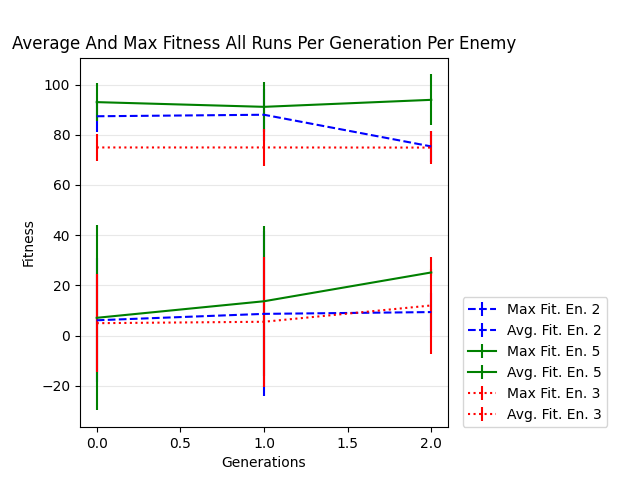 Average And Max Fitness All Runs Per Generation Per Enemy
100
80
60
40
20
0
−20
Fitness
0.0 0.5 1.0 1.5 2.0
Generations
Max Fit. En. 2
Avg. Fit. En. 2
Max Fit. En. 5
Avg. Fit. En. 5
Max Fit. En. 3
Avg. Fit. En. 3